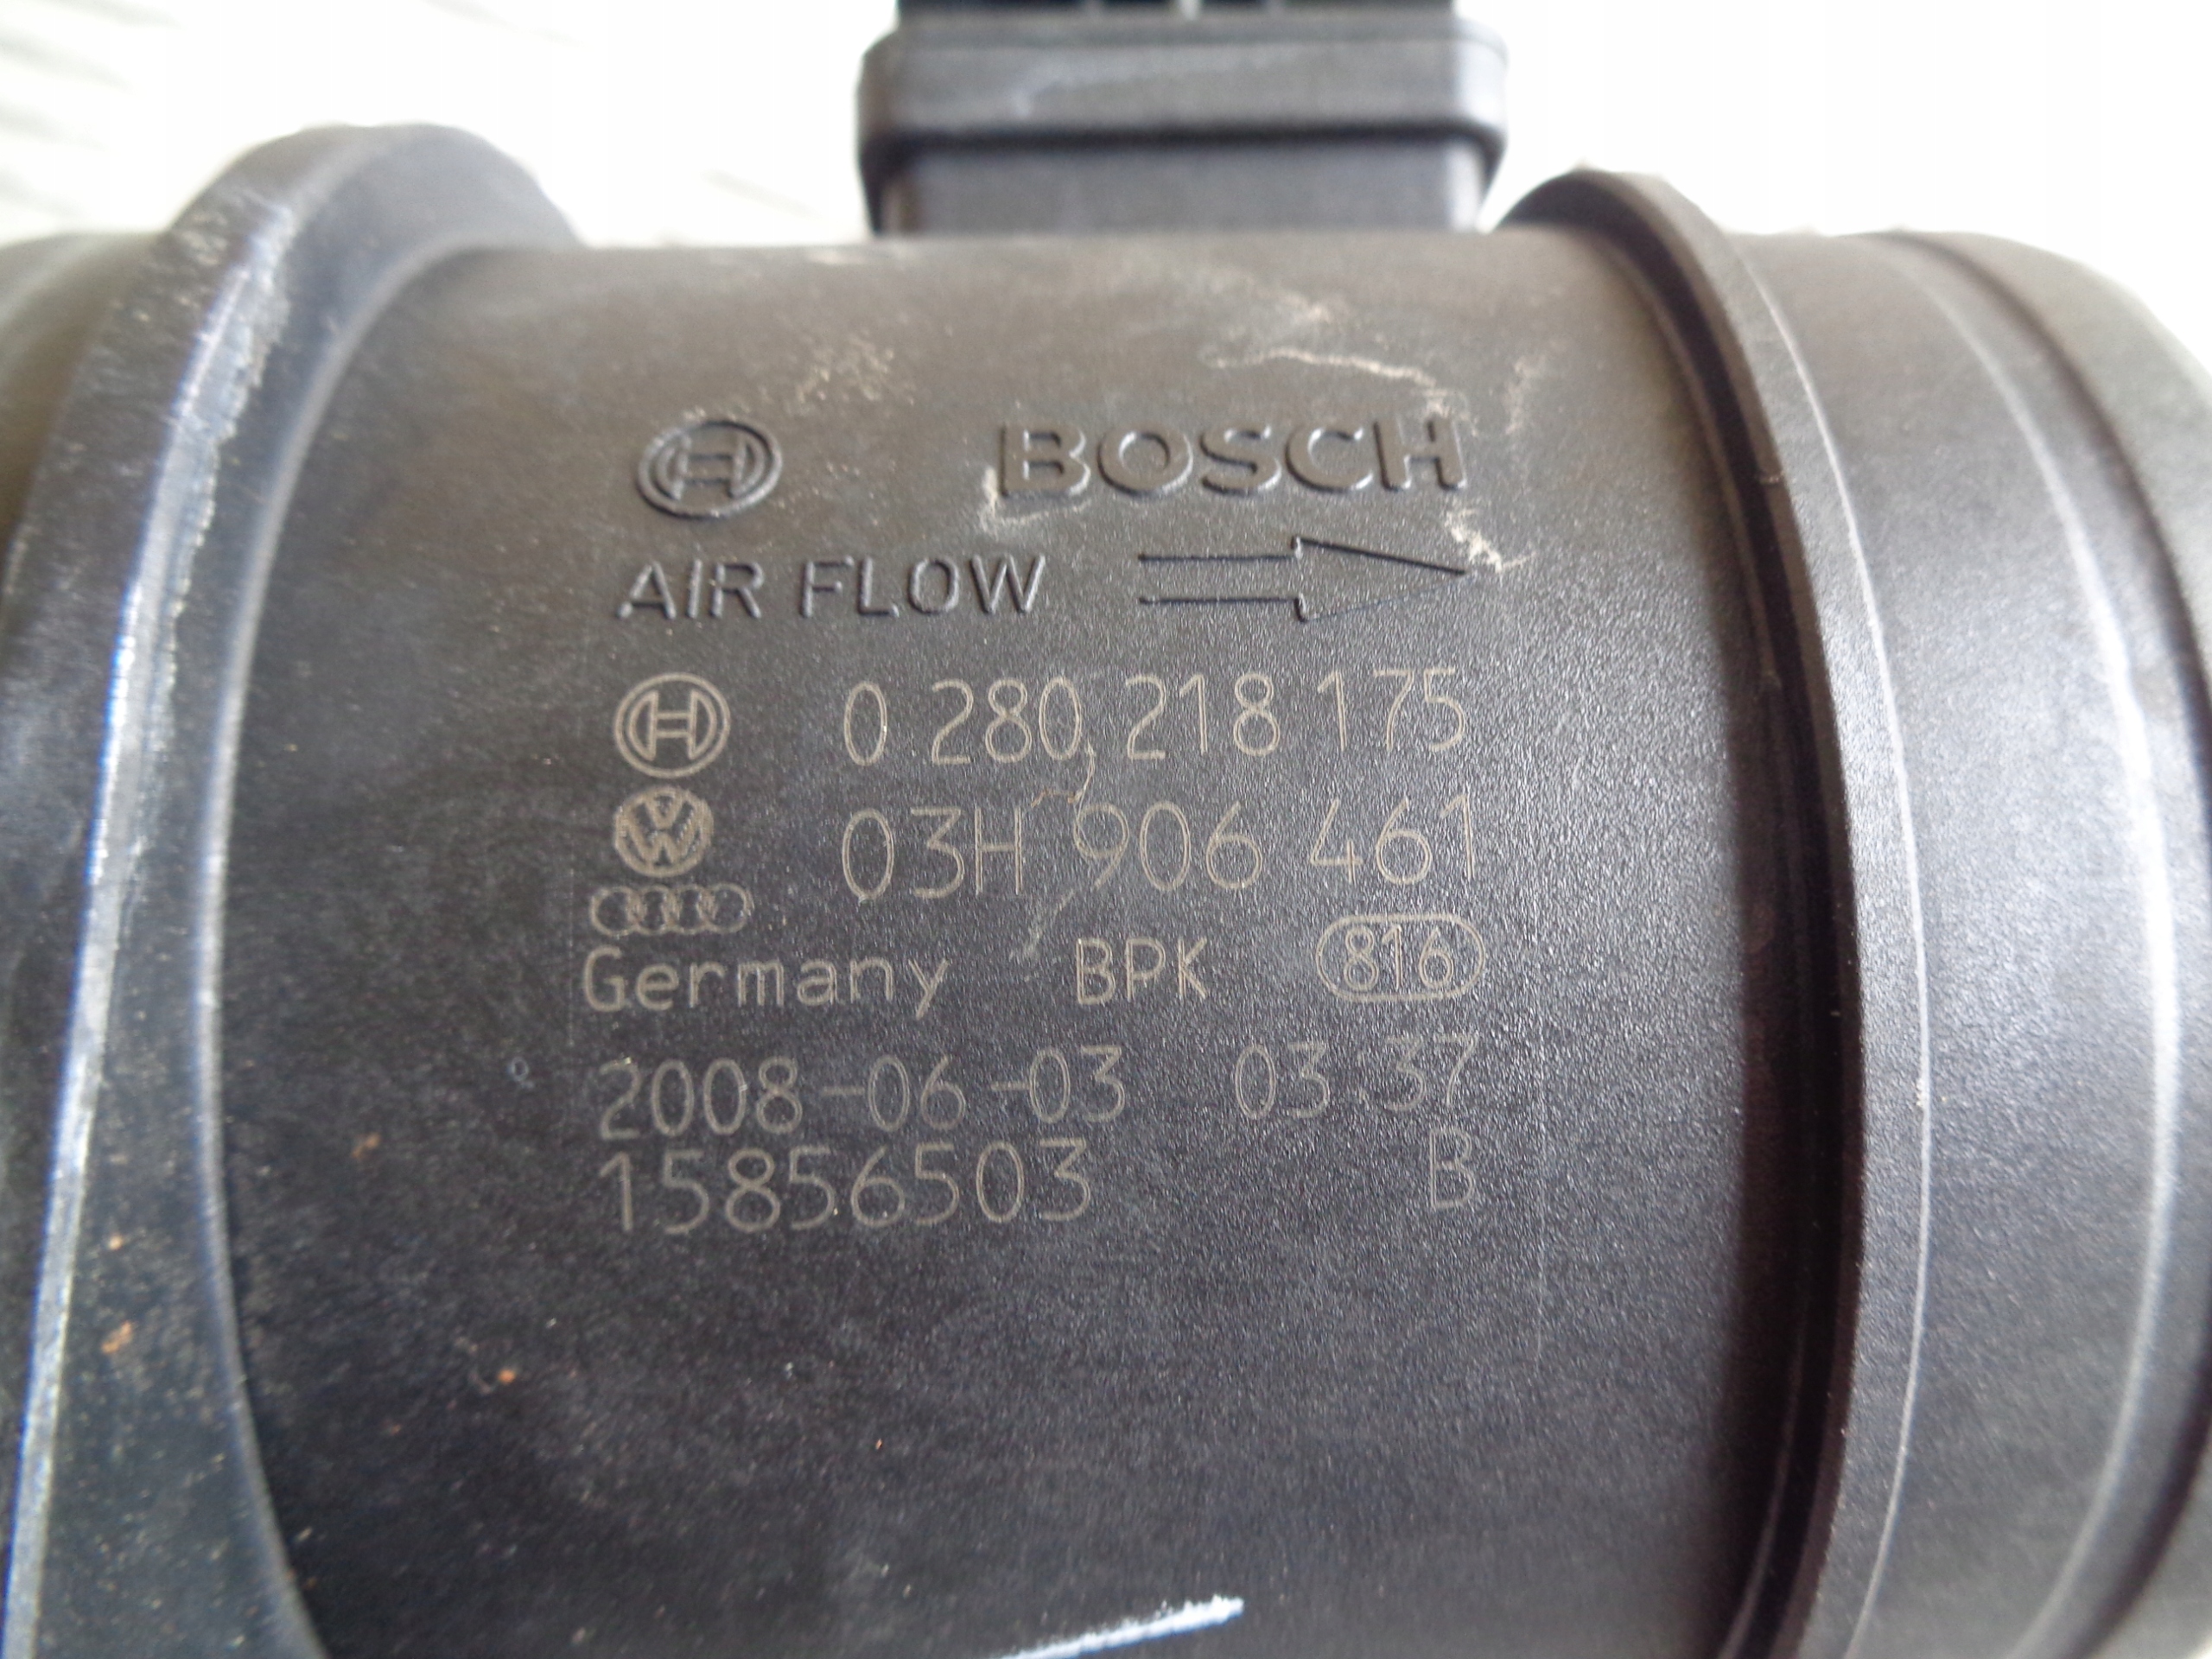 BOSCH
AIR FLOW
0 280 218 175
03H 906 461
Germany BPK 816
2008-06-03 03:37
15856503 B